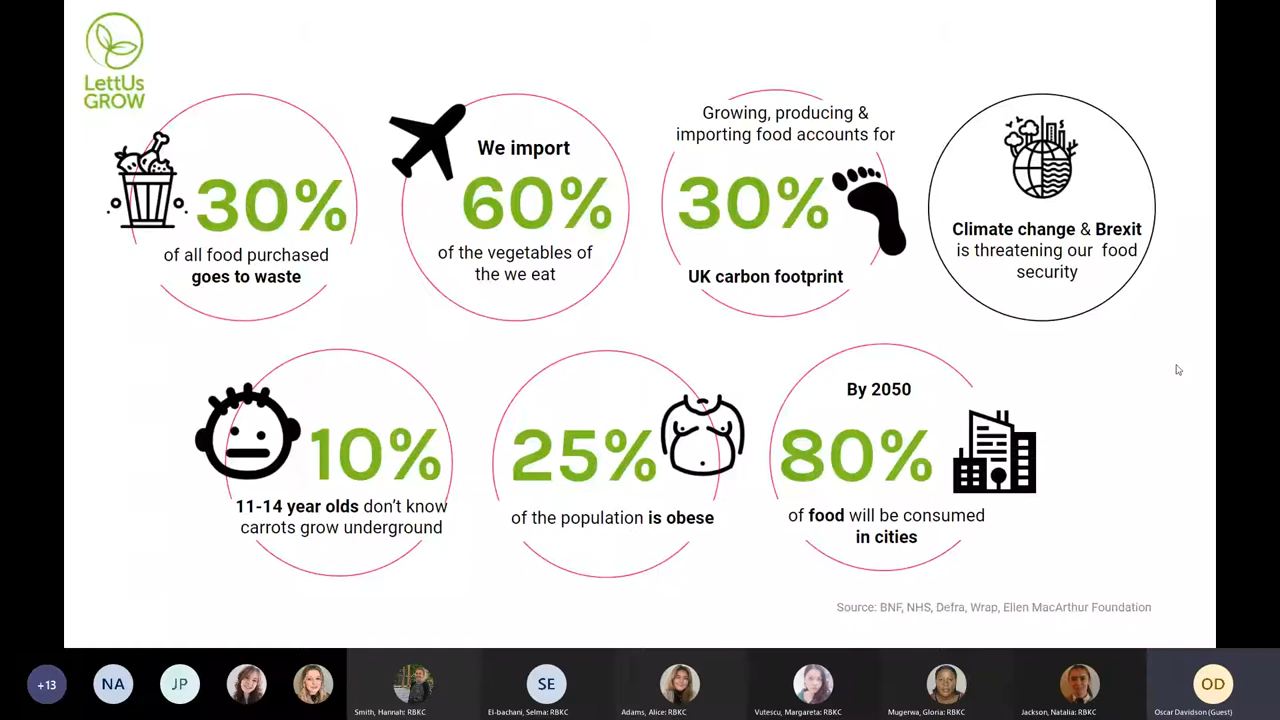 LettUs
GROW
30%
of all food purchased
goes to waste
We import
60%
of the vegetables of
the we eat
Growing, producing &
importing food accounts for
30%
UK carbon footprint
Climate change & Brexit
is threatening our food
security
10%
11-14 year olds don't know
carrots grow underground
25%
of the population is obese
By 2050
80%
of food will be consumed
in cities
Source: BNF, NHS, Defra, Wrap, Ellen MacArthur Foundation
+13
NA
JP
Smith, Hannah: RBKC
SE
El-bachani, Selma: RBKC
Adams, Alice: RBKC
Vutescu, Margareta: RBKC
Mugerwa, Gloria: RBKC
Jackson, Natalia: RBKC
OD
Oscar Davidson (Guest)